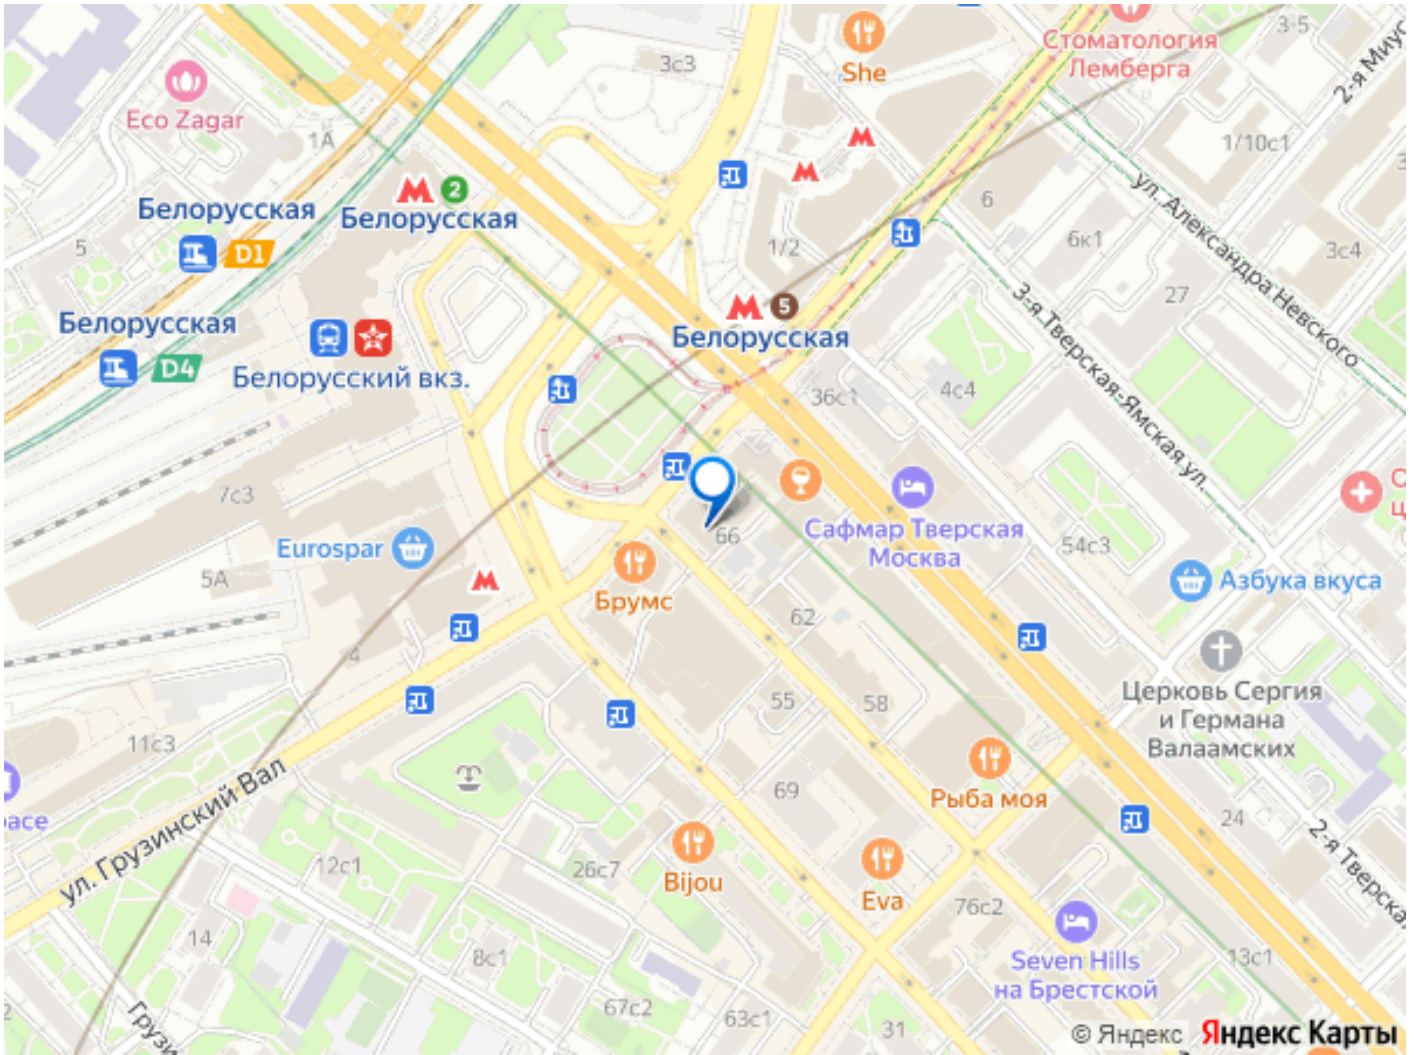 3-5
Стоматология
Лемберга
She
3с3
2-я Миус
Eco Zagar
1А
1/10с1
М
М
Белорусская
М 2
Белорусская
ул. Александра Невского
6
5
D1
1/2
6к1
3с4
27
М 5
Белорусская
3-я Тверская-Ямская ул.
Белорусская
D4
Белорусский вкз.
36с1
4с4
7с3
66
Сафмар Тверская
Москва
Eurospar
54с3
5А
М
Азбука вкуса
Брумс
62
4
55
58
Церковь Сергия
и Германа
Валаамских
11с3
ул. Грузинский Вал
69
Рыба моя
24
2-я Тверская
12с1
26с7
Bijou
Eva
76с2
14
8с1
Seven Hills
на Брестской
13с1
67с2
63с1
31
Грузи
© Яндекс Яндекс Карты